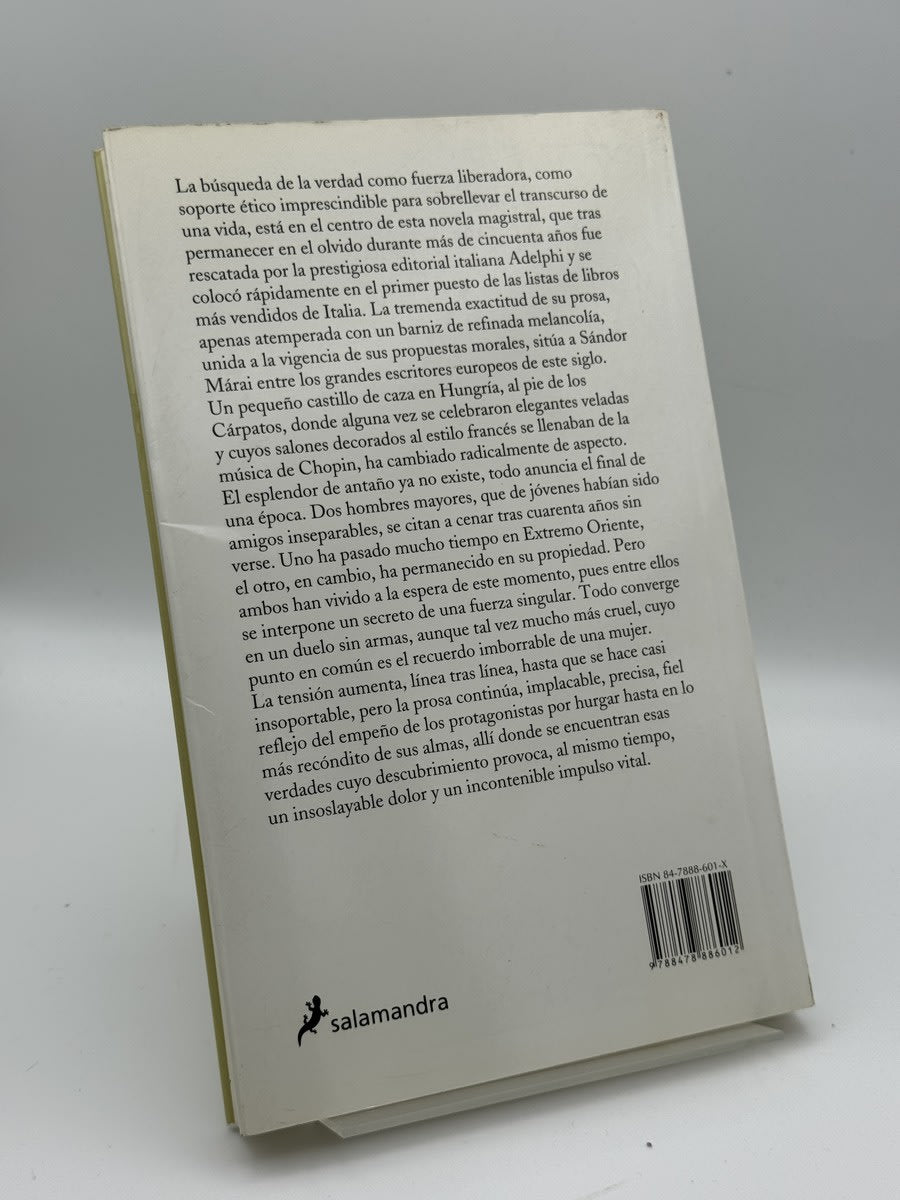 La búsqueda de la verdad como fuerza liberadora, como
soporte ético imprescindible para sobrellevar el transcurso de
una vida, está en el centro de esta novela magistral, que tras
permanecer en el olvido durante más de cincuenta años fue
rescatada por la prestigiosa editorial italiana Adelphi y se
colocó rápidamente en el primer puesto de las listas de libros
más vendidos de Italia. La tremenda exactitud de su prosa,
apenas atemperada con un barniz de refinada melancolía,
unida a la vigencia de sus propuestas morales, sitúa a Sándor
Márai entre los grandes escritores europeos de este siglo.
Un pequeño castillo de caza en Hungría, al pie de los
Cárpatos, donde alguna vez se celebraron elegantes veladas
y cuyos salones decorados al estilo francés se llenaban de la
música de Chopin, ha cambiado radicalmente de aspecto.
El esplendor de antaño ya no existe, todo anuncia el final de
una época. Dos hombres mayores, que de jóvenes habían sido
amigos inseparables, se citan a cenar tras cuarenta años sin
verse. Uno ha pasado mucho tiempo en Extremo Oriente,
el otro, en cambio, ha permanecido en su propiedad. Pero
ambos han vivido a la espera de este momento, pues entre ellos
se interpone un secreto de una fuerza singular. Todo converge
en un duelo sin armas, aunque tal vez mucho más cruel, cuyo
punto en común es el recuerdo imborrable de una mujer.
La tensión aumenta, línea tras línea, hasta que se hace casi
insoportable, pero la prosa continúa, implacable, precisa, fiel
reflejo del empeño de los protagonistas por hurgar hasta en lo
más recóndito de sus almas, allí donde se encuentran esas
verdades cuyo descubrimiento provoca, al mismo tiempo,
un insoslayable dolor y un incontenible impulso vital.
ISBN 84-7888-601-X
9 788478 886012
salamandra